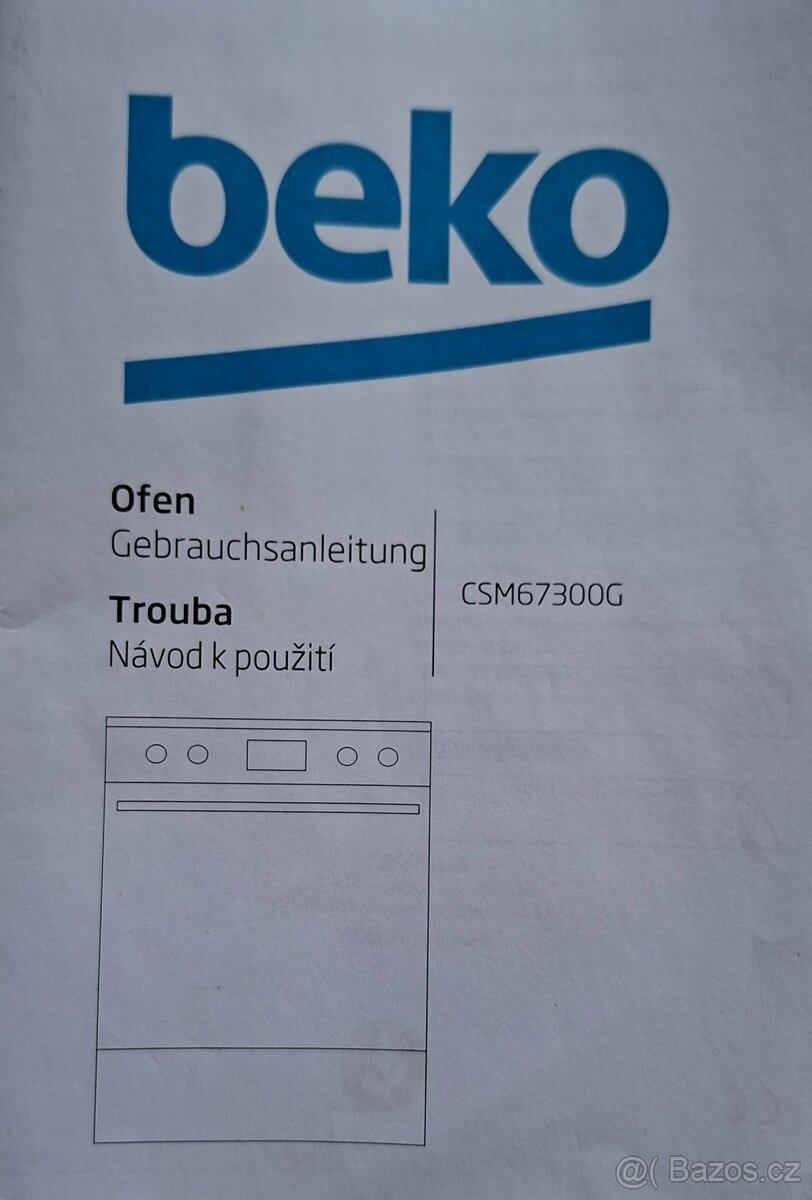 beko
Ofen
Gebrauchsanleitung
Trouba
Návod k použití
CSM67300G
@( Bazos.cz